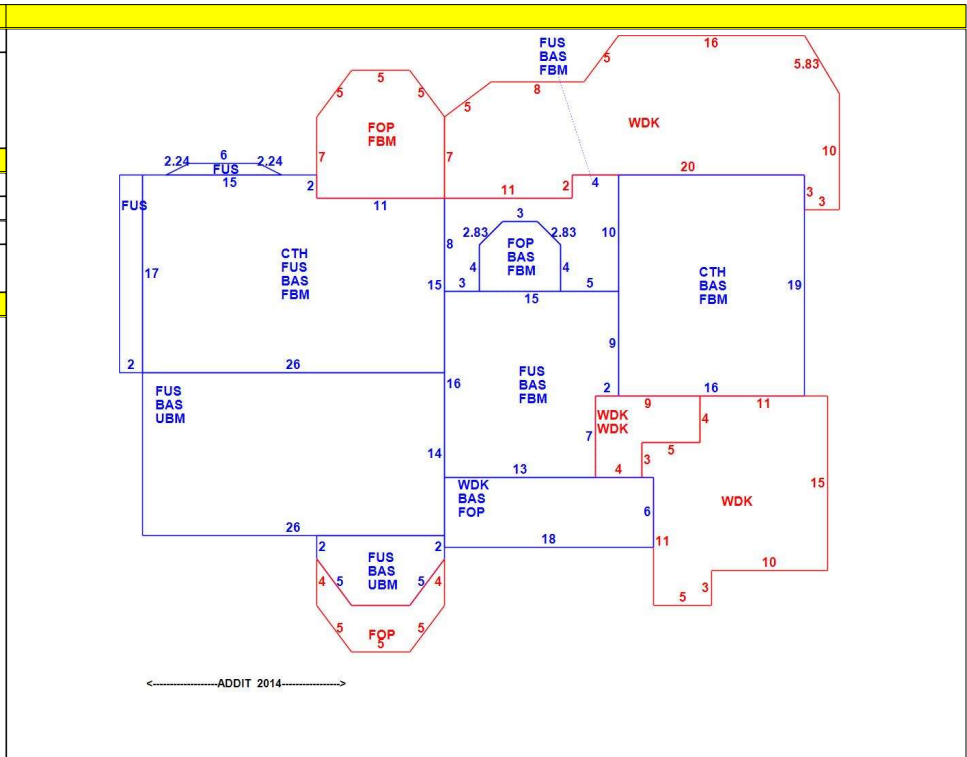 FUS
BAS
FBM
16
5
5.83
5
5
5
8
5
FOP
FBM
WDK
7
7
10
2.24
6
2.24
FUS
15
2
11
11
2
4
20
3
3
FUS
3
2.83
2.83
8
FOP
BAS
FBM
10
4
4
CTH
FUS
BAS
FBM
17
15
3
15
5
CTH
BAS
FBM
19
9
2
26
FUS
BAS
UBM
16
FUS
BAS
FBM
2
16
9
11
WDK
WDK
4
7
5
3
14
13
4
WDK
BAS
FOP
15
WDK
6
26
18
11
2
2
FUS
BAS
UBM
4
5
5
4
10
3
5
5
FOP
5
5
<-------------------ADDIT 2014----------------->